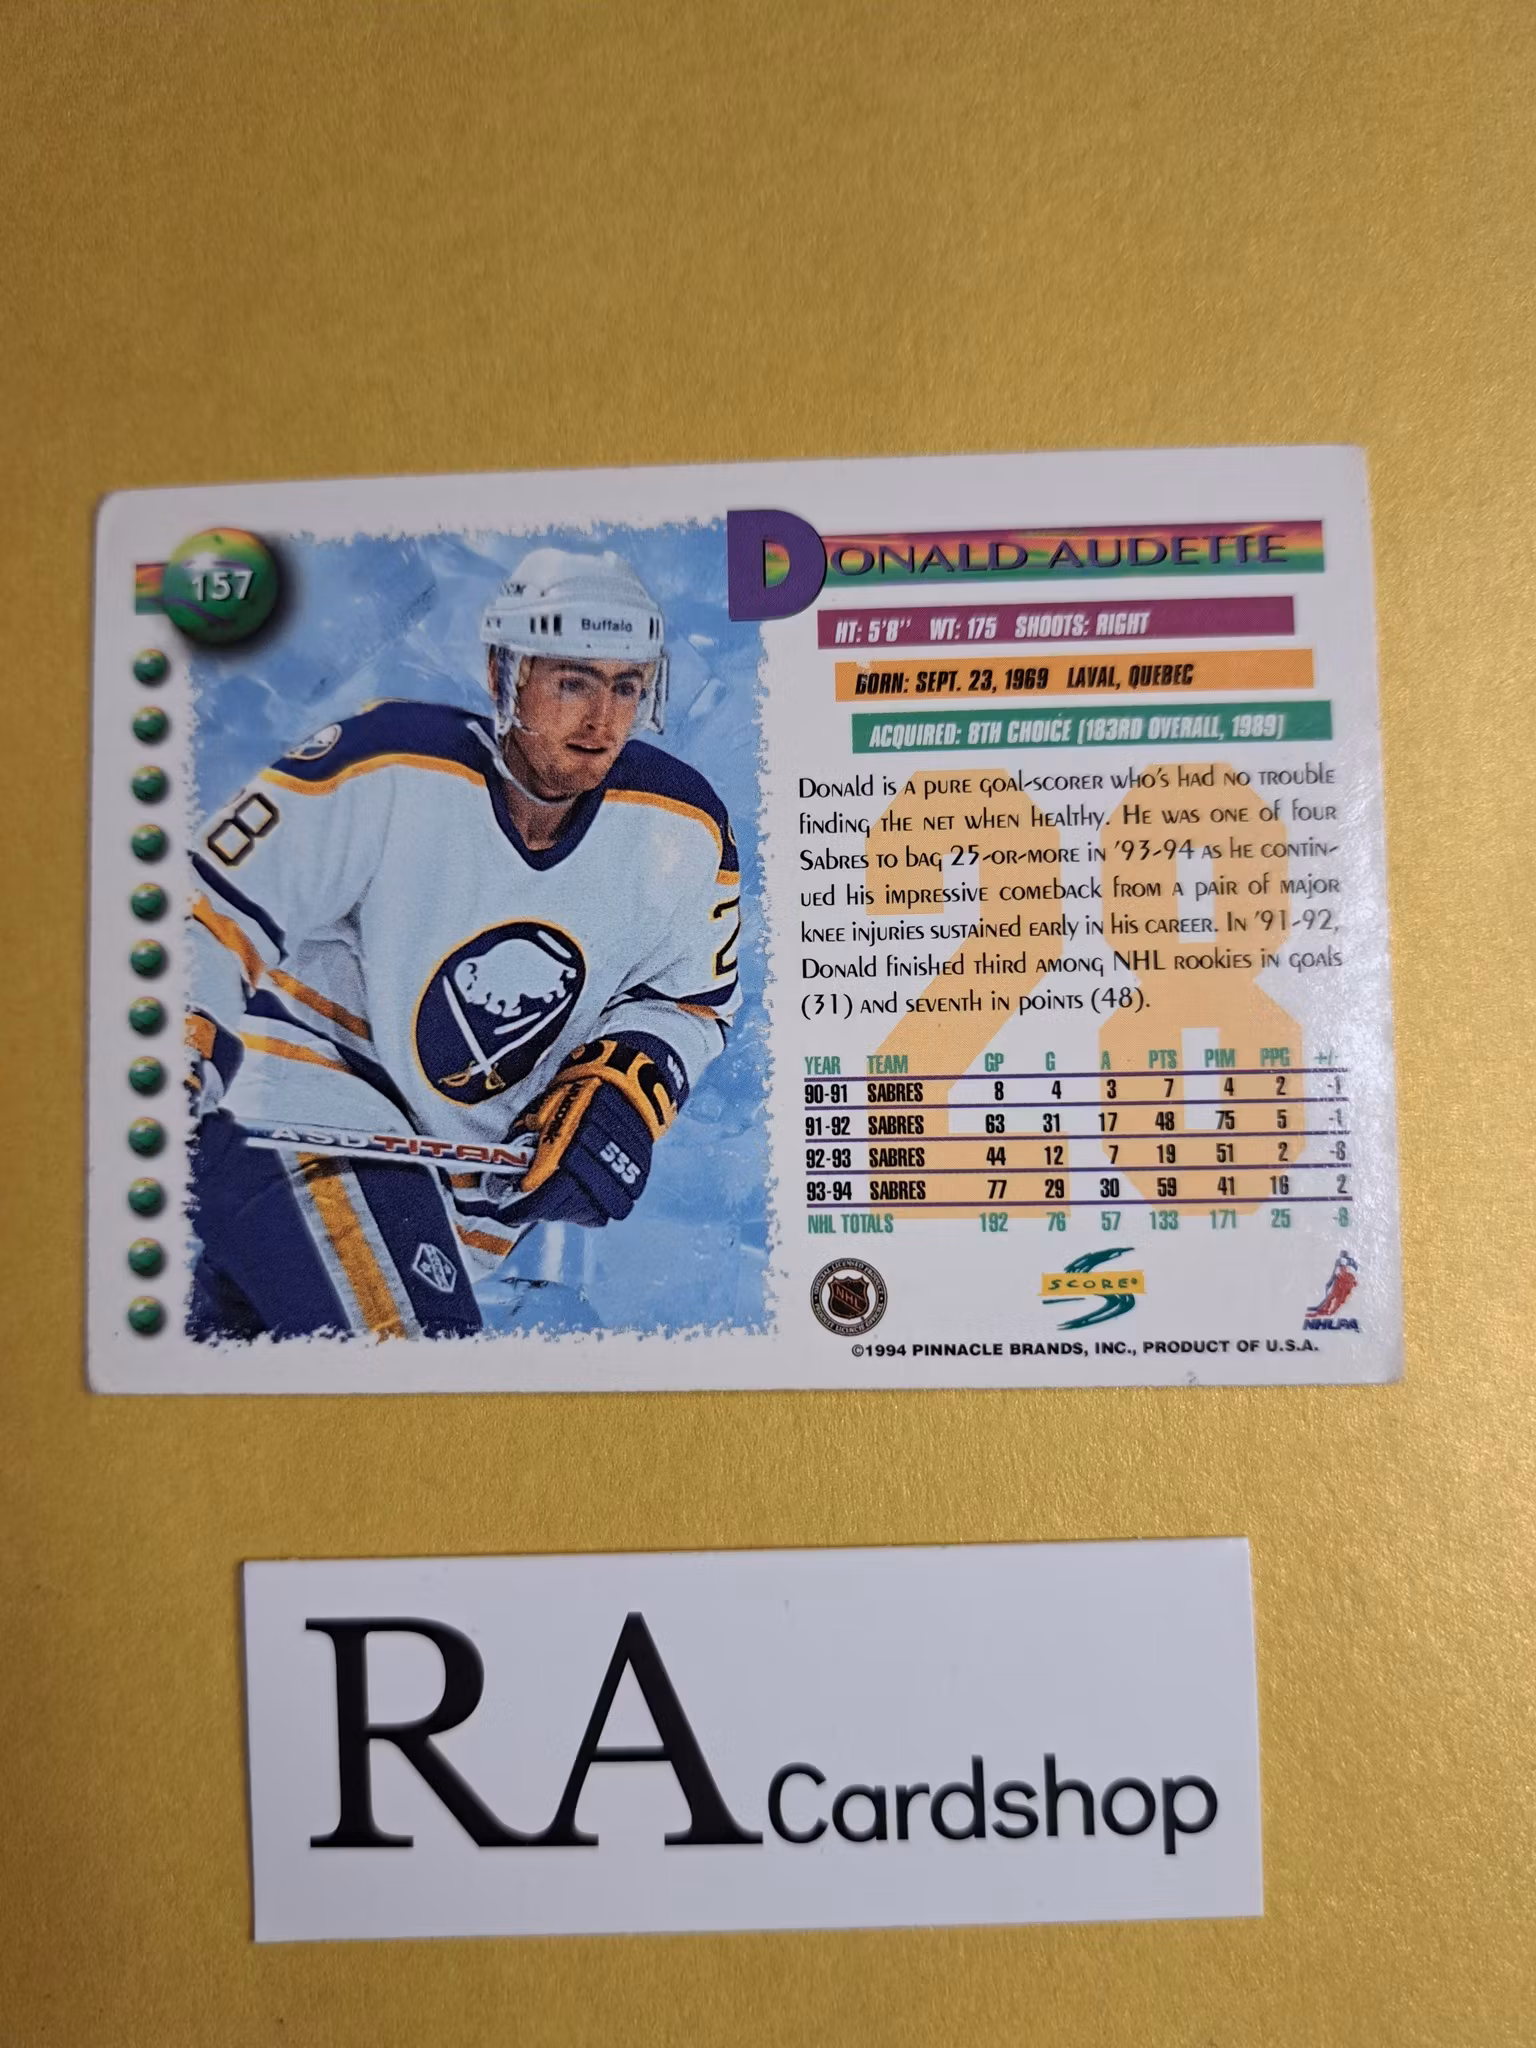 157
DONALD AUDETTE
HT: 5'8'' WT: 175 SHOOTS: RIGHT
BORN: SEPT. 23, 1969 LAVAL, QUEBEC
ACQUIRED: 8TH CHOICE (183RD OVERALL, 1989)
Buffalo
28
28
Donald is a pure goal-scorer who's had no trouble
finding the net when healthy. He was one of four
Sabres to bag 25-or-more in '93-94 as he contin-
ued his impressive comeback from a pair of major
knee injuries sustained early in his career. In '91-92,
Donald finished third among NHL rookies in goals
(31) and seventh in points (48).
YEAR TEAM GP G A PTS PIM PPG +/-
90-91 SABRES 8 4 3 7 4 2 -1
91-92 SABRES 63 31 17 48 75 5 -1
92-93 SABRES 44 12 7 19 51 2 -8
93-94 SABRES 77 29 30 59 41 16 2
NHL TOTALS 192 76 57 133 171 25 -8
TITAN
555
NHL
SCORE
NHLPA
©1994 PINNACLE BRANDS, INC., PRODUCT OF U.S.A.
RA Cardshop